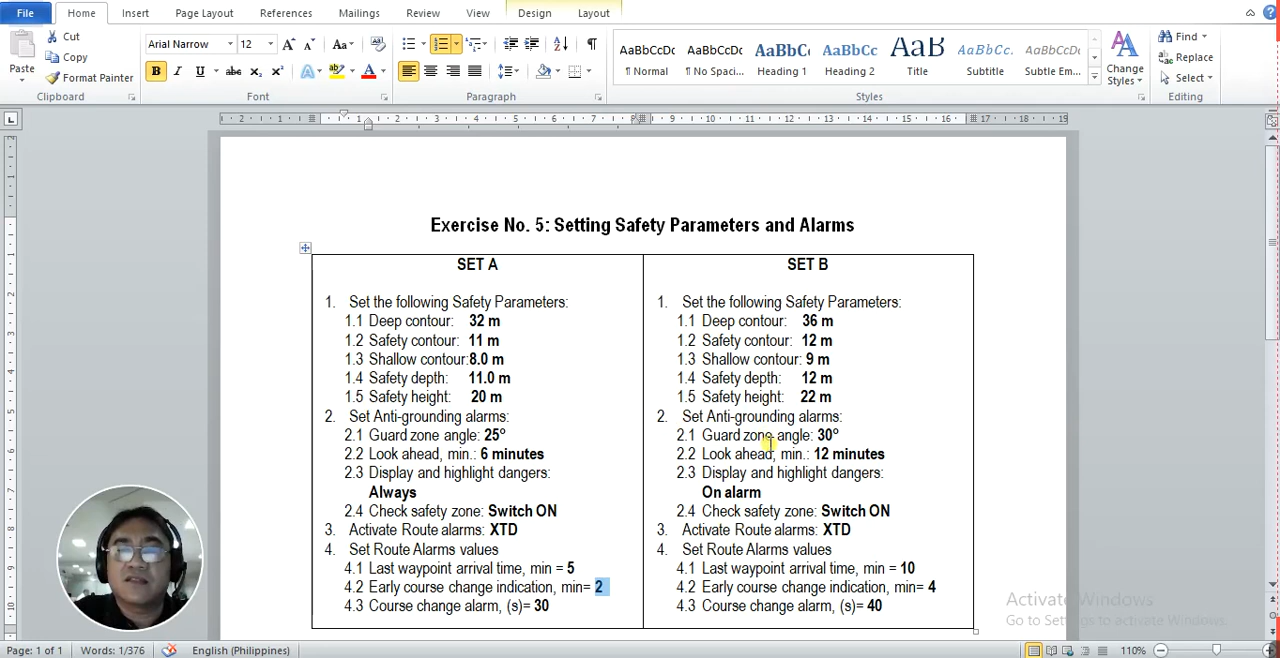 File Home Insert Page Layout References Mailings Review View Design Layout
Cut
Copy
Format Painter
Paste
Arial Narrow 12
Clipboard Font Paragraph Styles Editing
AaBbCcDc AaBbCcDc AaBbC AaBbCc AaB AaBbCc. AaBbCcDc
¶ Normal ¶ No Spaci... Heading 1 Heading 2 Title Subtitle Subtle Em...
Change Styles
Find
Replace
Select
Exercise No. 5: Setting Safety Parameters and Alarms
SET A
1. Set the following Safety Parameters:
1.1 Deep contour: 32 m
1.2 Safety contour: 11 m
1.3 Shallow contour:8.0 m
1.4 Safety depth: 11.0 m
1.5 Safety height: 20 m
2. Set Anti-grounding alarms:
2.1 Guard zone angle: 25°
2.2 Look ahead, min.: 6 minutes
2.3 Display and highlight dangers:
Always
2.4 Check safety zone: Switch ON
3. Activate Route alarms: XTD
4. Set Route Alarms values
4.1 Last waypoint arrival time, min = 5
4.2 Early course change indication, min= 2
4.3 Course change alarm, (s)= 30
SET B
1. Set the following Safety Parameters:
1.1 Deep contour: 36 m
1.2 Safety contour: 12 m
1.3 Shallow contour: 9 m
1.4 Safety depth: 12 m
1.5 Safety height: 22 m
2. Set Anti-grounding alarms:
2.1 Guard zone angle: 30°
2.2 Look ahead, min.: 12 minutes
2.3 Display and highlight dangers:
On alarm
2.4 Check safety zone: Switch ON
3. Activate Route alarms: XTD
4. Set Route Alarms values
4.1 Last waypoint arrival time, min = 10
4.2 Early course change indication, min= 4
4.3 Course change alarm, (s)= 40
Activate Windows
Go to Settings to activate Windows.
Page: 1 of 1 Words: 1/376 English (Philippines) 110%